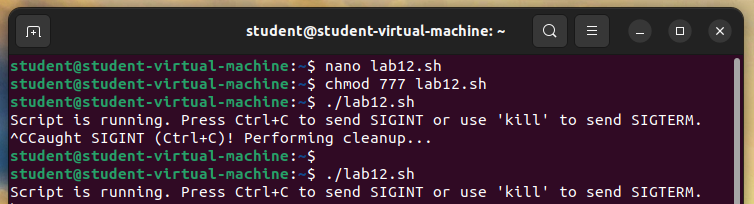 student@student-virtual-machine: ~
student@student-virtual-machine:~$ nano lab12.sh
student@student-virtual-machine:~$ chmod 777 lab12.sh
student@student-virtual-machine:~$ ./lab12.sh
Script is running. Press Ctrl+C to send SIGINT or use 'kill' to send SIGTERM.
^CCaught SIGINT (Ctrl+C)! Performing cleanup...
student@student-virtual-machine:~$
student@student-virtual-machine:~$ ./lab12.sh
Script is running. Press Ctrl+C to send SIGINT or use 'kill' to send SIGTERM.